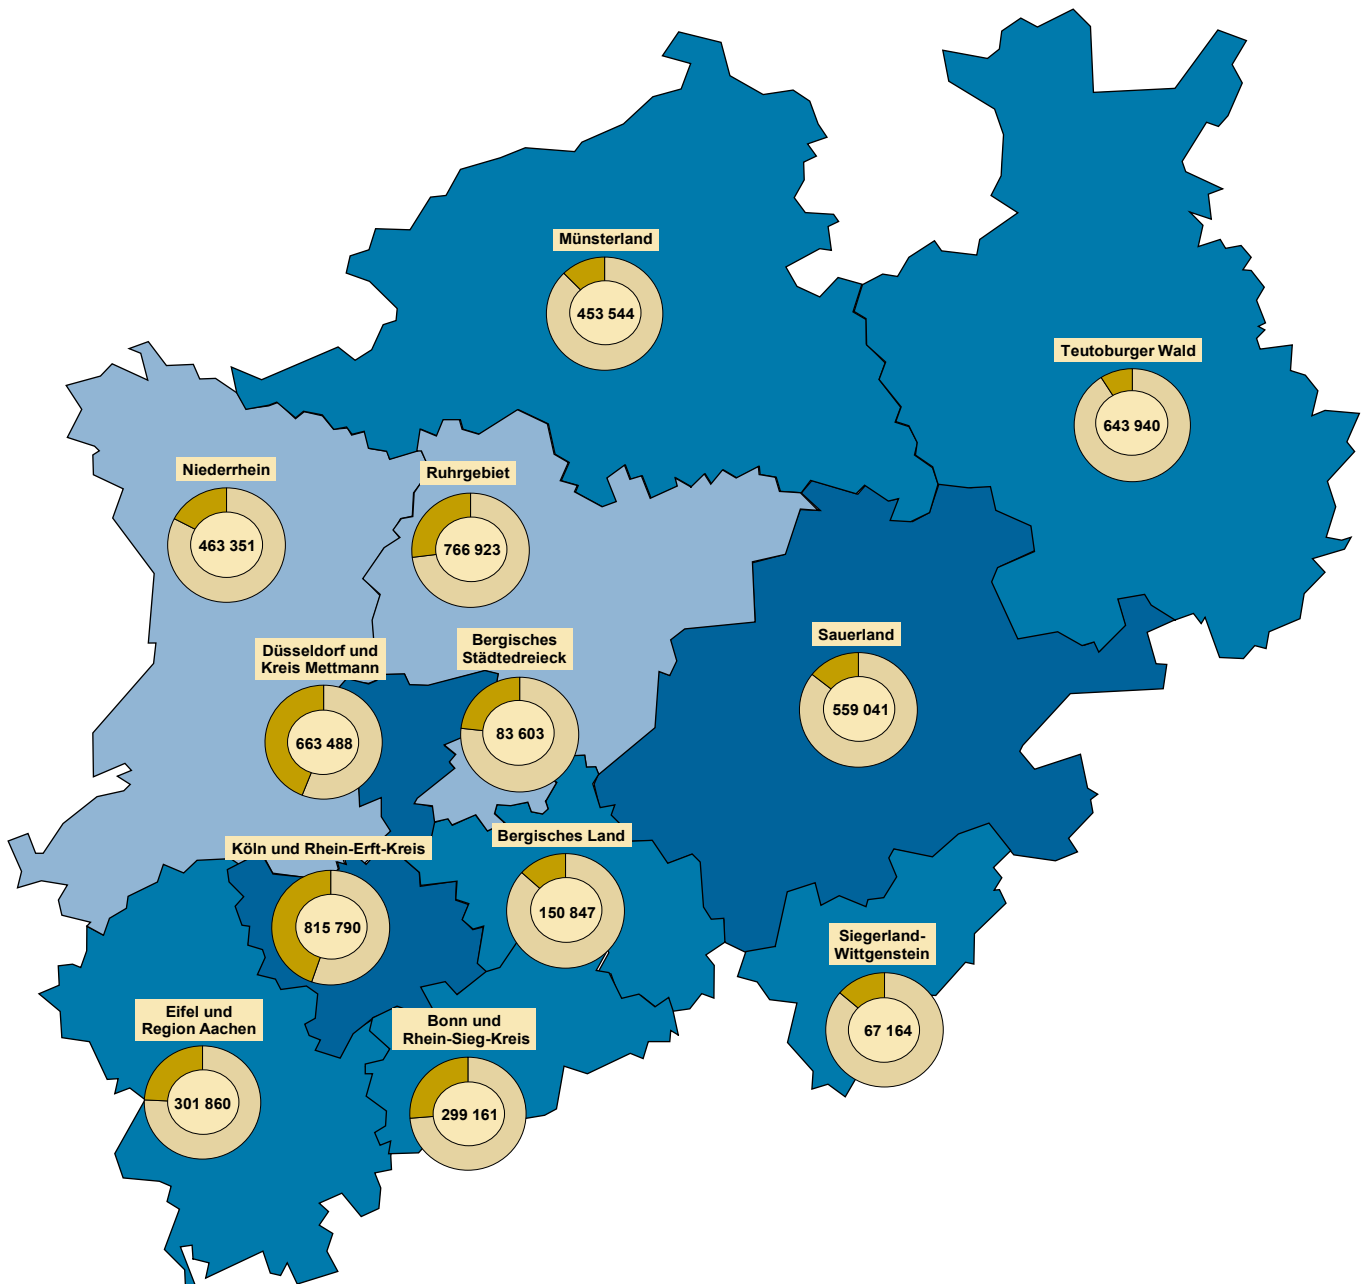 Münsterland
453 544
Teutoburger Wald
643 940
Niederrhein
463 351
Ruhrgebiet
766 923
Sauerland
559 041
Düsseldorf und
Kreis Mettmann
663 488
Bergisches
Städtedreieck
83 603
Köln und Rhein-Erft-Kreis
815 790
Bergisches Land
150 847
Siegerland-
Wittgenstein
67 164
Eifel und
Region Aachen
301 860
Bonn und
Rhein-Sieg-Kreis
299 161